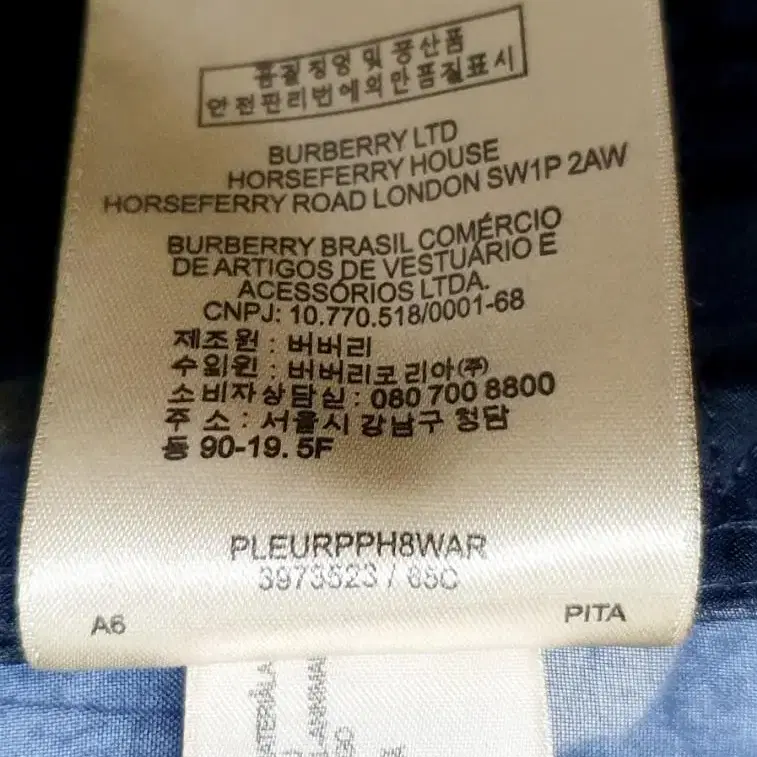 품질경영 및 공산품
안전관리법에의한품질표시
BURBERRY LTD
HORSEFERRY HOUSE
HORSEFERRY ROAD LONDON SW1P 2AW
BURBERRY BRASIL COMÉRCIO
DE ARTIGOS DE VESTUÁRIO E
ACESSÓRIOS LTDA.
CNPJ: 10.770.518/0001-68
제조원 : 버버리
수입원 : 버버리코리아(주)
소비자상담실 : 080 700 8800
주 소 : 서울시 강남구 청담
동 90-19. 5F
PLEURPPH8WAR
3973523 / 65C
A6
PITA